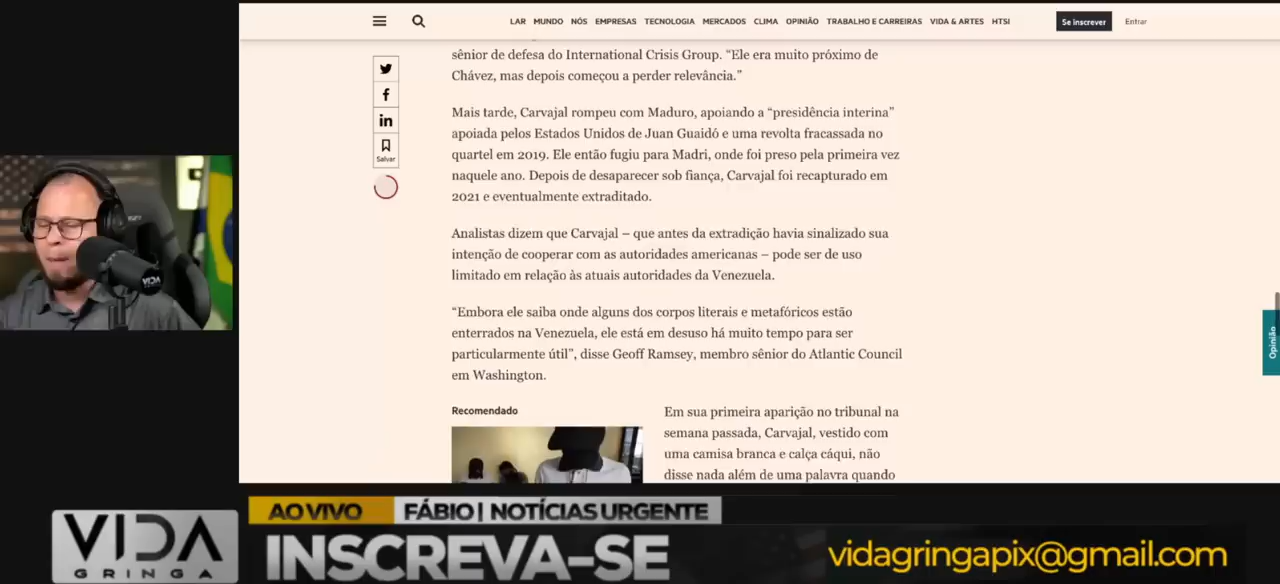 LAR MUNDO NÓS EMPRESAS TECNOLOGIA MERCADOS CLIMA OPINIÃO TRABALHO E CARREIRAS VIDA & ARTES HTSI Se inscrever Entrar
sênior de defesa do International Crisis Group. “Ele era muito próximo de
Chávez, mas depois começou a perder relevância.”
Mais tarde, Carvajal rompeu com Maduro, apoiando a “presidência interina”
apoiada pelos Estados Unidos de Juan Guaidó e uma revolta fracassada no
quartel em 2019. Ele então fugiu para Madri, onde foi preso pela primeira vez
naquele ano. Depois de desaparecer sob fiança, Carvajal foi recapturado em
2021 e eventualmente extraditado.
Salvar
Analistas dizem que Carvajal – que antes da extradição havia sinalizado sua
intenção de cooperar com as autoridades americanas – pode ser de uso
limitado em relação às atuais autoridades da Venezuela.
“Embora ele saiba onde alguns dos corpos literais e metafóricos estão
enterrados na Venezuela, ele está em desuso há muito tempo para ser
particularmente útil”, disse Geoff Ramsey, membro sênior do Atlantic Council
em Washington.
Opinião
Recomendado
Em sua primeira aparição no tribunal na
semana passada, Carvajal, vestido com
uma camisa branca e calça cáqui, não
disse nada além de uma palavra quando
VIDA
AO VIVO FÁBIO | NOTÍCIAS URGENTE
VIDA
GRINGA
INSCREVA-SE
vidagringapix@gmail.com